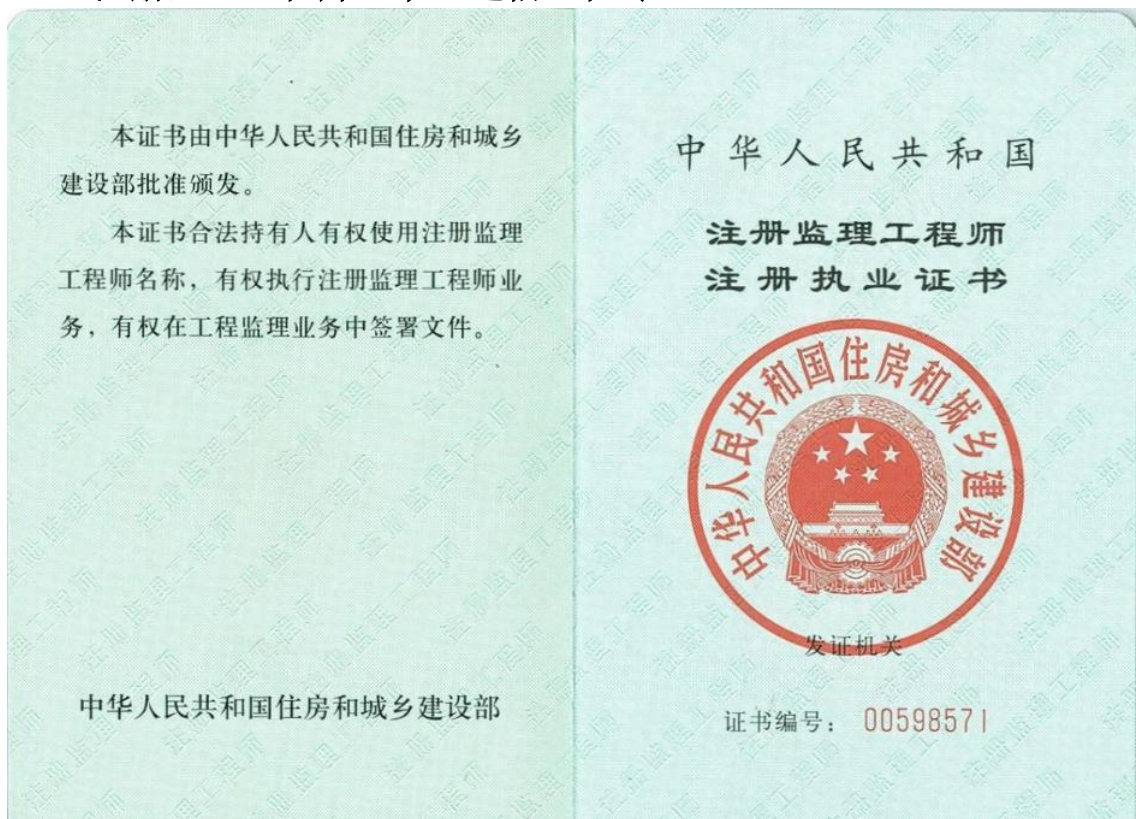 本证书由中华人民共和国住房和城乡
建设部批准颁发。
本证书合法持有人有权使用注册监理
工程师名称，有权执行注册监理工程师业
务，有权在工程监理业务中签署文件。
中华人民共和国住房和城乡建设部
中华人民共和国
注册监理工程师
注册执业证书
中华人民共和国住房和城乡建设部
发证机关
证书编号： 00598571